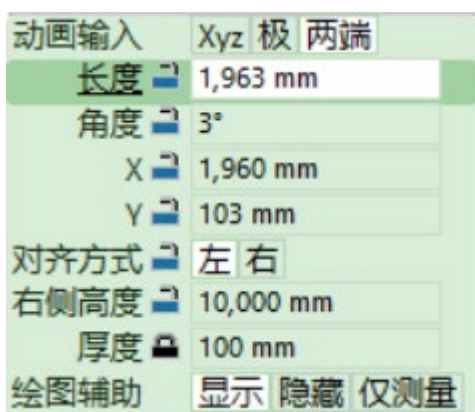 动画输入 Xyz 极 两端
长度 1,963 mm
角度 3°
X 1,960 mm
Y 103 mm
对齐方式 左 右
右侧高度 10,000 mm
厚度 100 mm
绘图辅助 显示 隐藏 仅测量